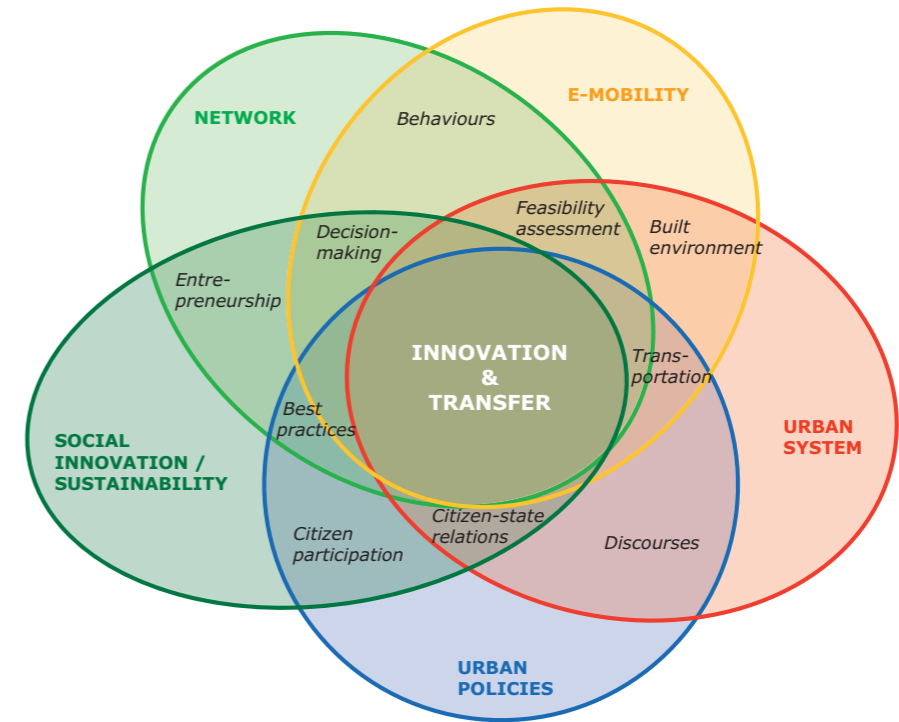 E-MOBILITY
NETWORK
Behaviours
Feasibility
assessment
Built
environment
Decision-
making
Entre-
preneurship
INNOVATION
&
TRANSFER
Trans-
portation
Best
practices
URBAN
SYSTEM
SOCIAL
INNOVATION /
SUSTAINABILITY
Citizen-state
relations
Citizen
participation
Discourses
URBAN
POLICIES